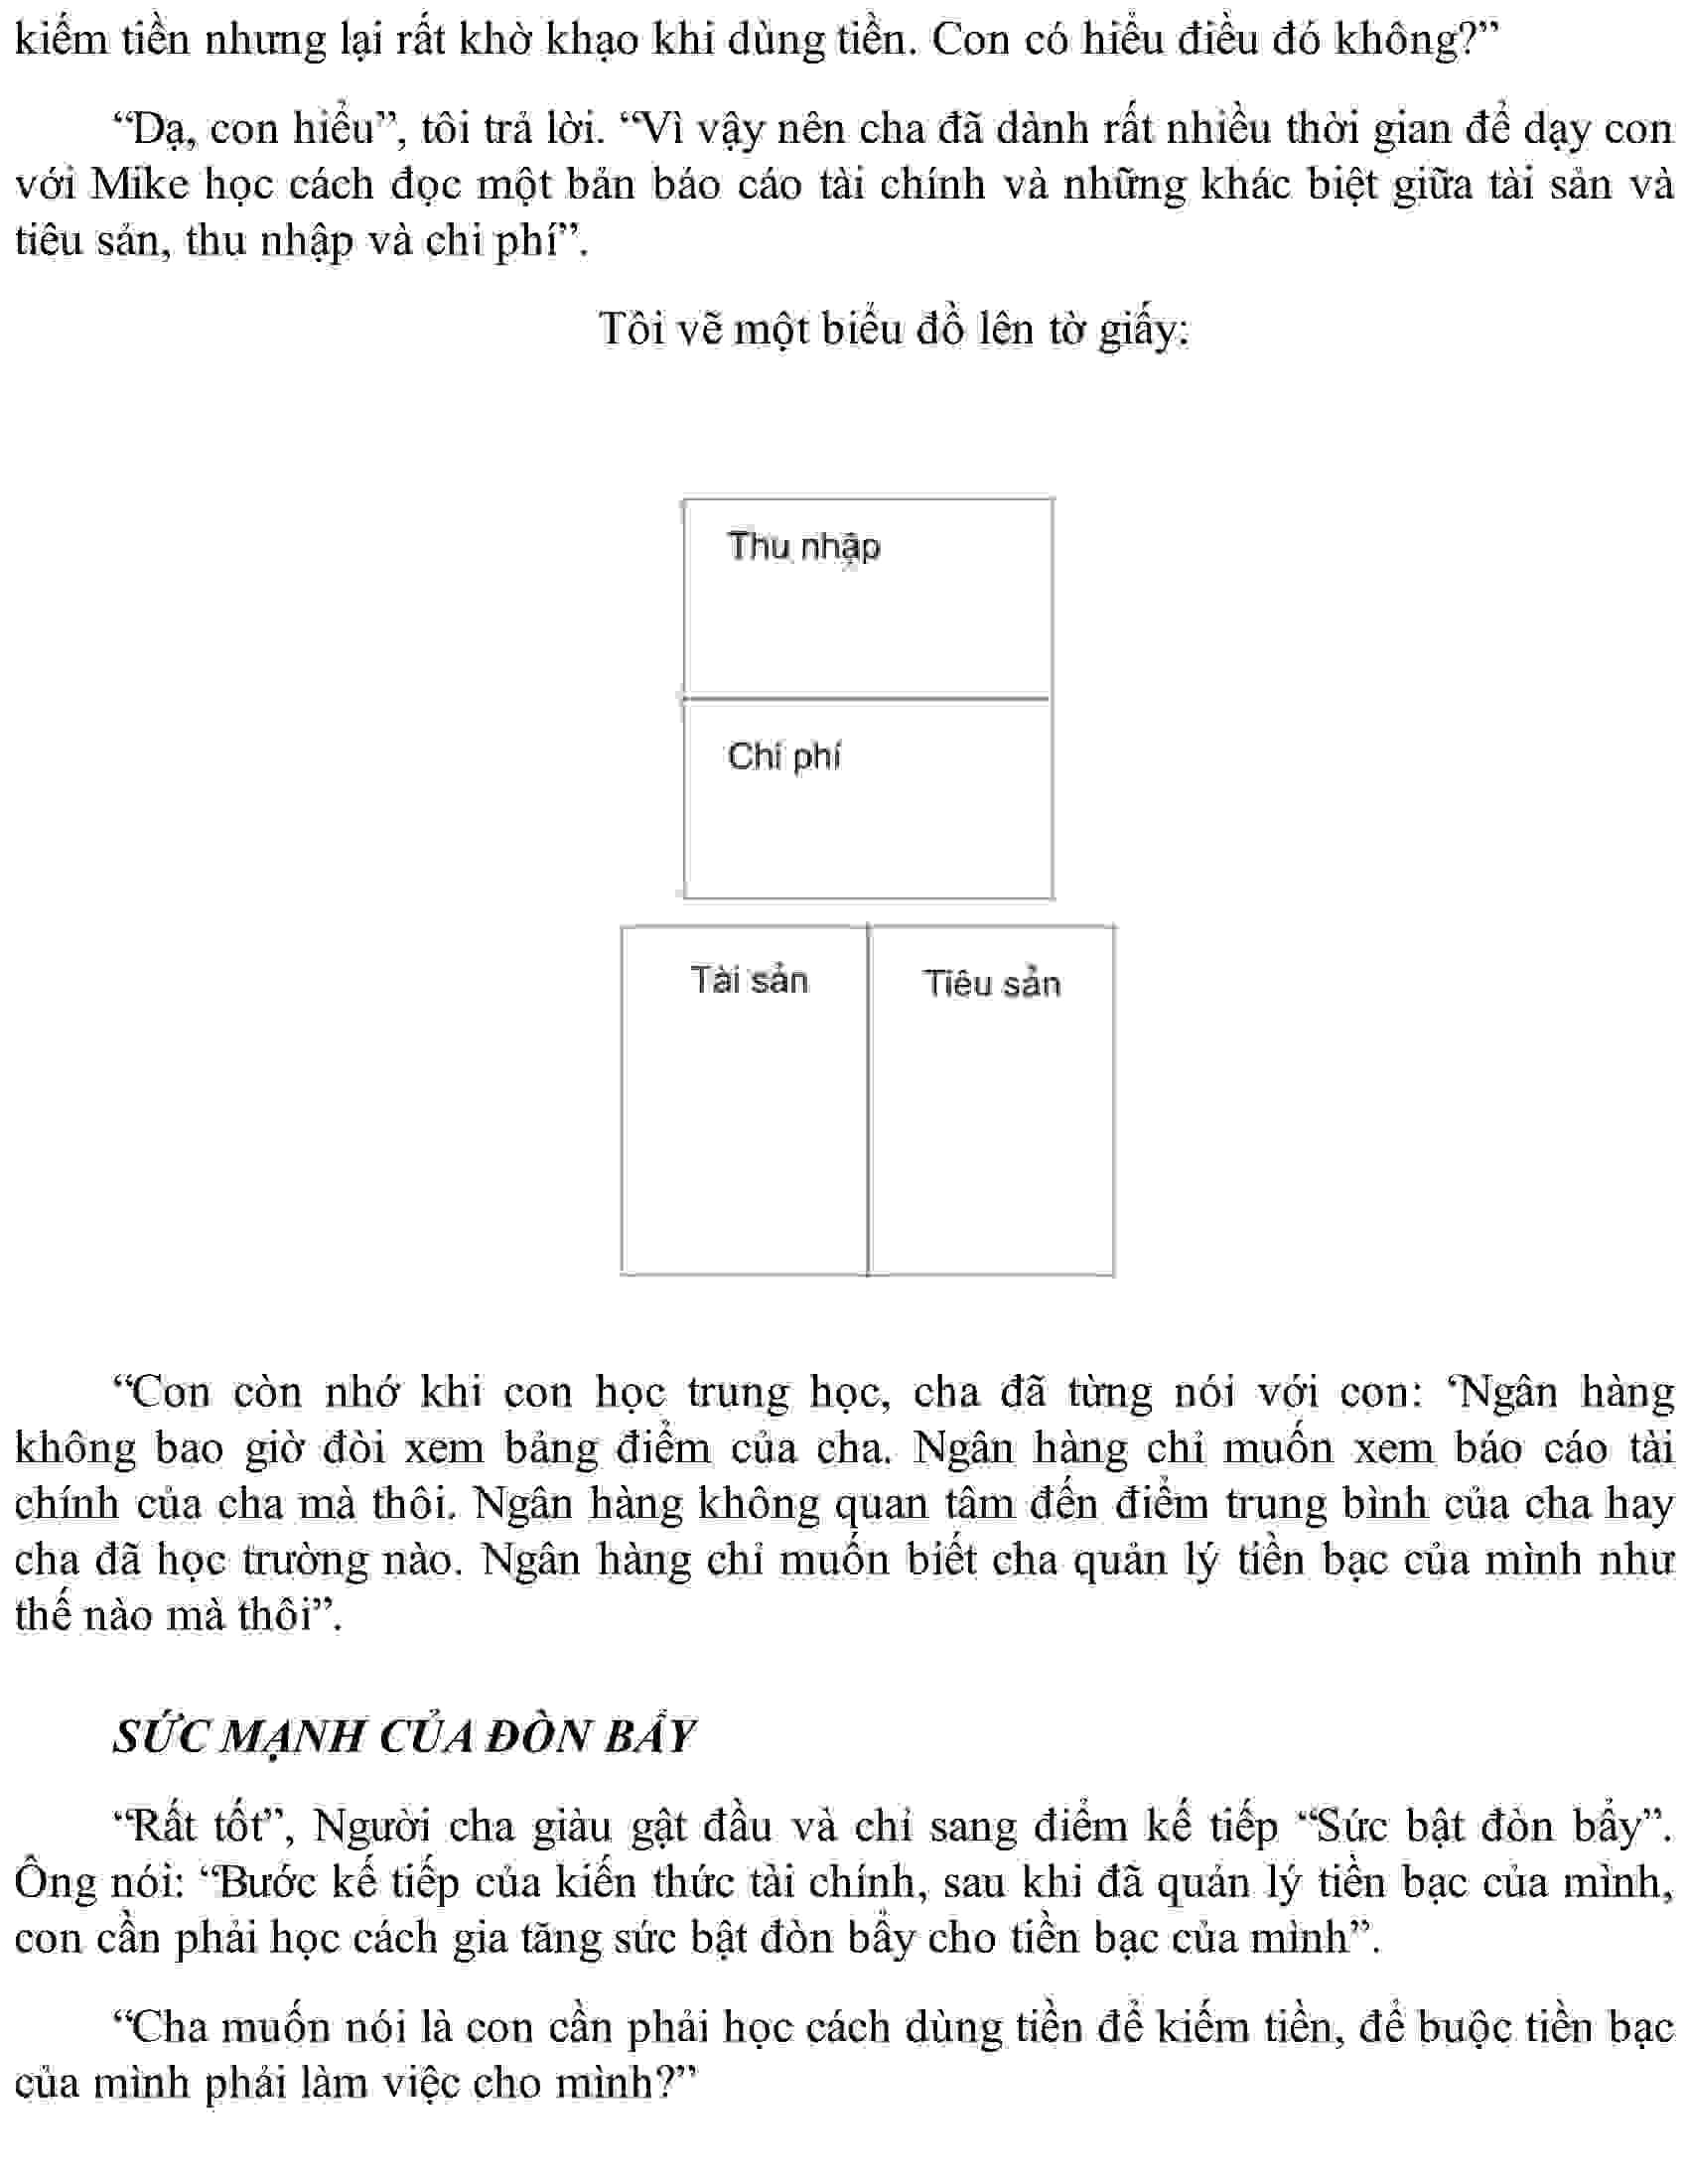 kiếm tiền nhưng lại rất khờ khạo khi dùng tiền. Con có hiểu điều đó không?”
“Dạ, con hiểu”, tôi trả lời. “Vì vậy nên cha đã dành rất nhiều thời gian để dạy con
với Mike học cách đọc một bản báo cáo tài chính và những khác biệt giữa tài sản và
tiêu sản, thu nhập và chi phí”.
Tôi vẽ một biểu đồ lên tờ giấy:
Thu nhập
Chí phí
Tài sản
Tiêu sản
“Con còn nhớ khi con học trung học, cha đã từng nói với con: ‘Ngân hàng
không bao giờ đòi xem bảng điểm của cha. Ngân hàng chỉ muốn xem báo cáo tài
chính của cha mà thôi. Ngân hàng không quan tâm đến điểm trung bình của cha hay
cha đã học trường nào. Ngân hàng chỉ muốn biết cha quản lý tiền bạc của mình như
thế nào mà thôi”.
SỨC MẠNH CỦA ĐÒN BẨY
“Rất tốt”, Người cha giàu gật đầu và chỉ sang điểm kế tiếp “Sức bật đòn bẩy”.
Ông nói: “Bước kế tiếp của kiến thức tài chính, sau khi đã quản lý tiền bạc của mình,
con cần phải học cách gia tăng sức bật đòn bẩy cho tiền bạc của mình”.
“Cha muốn nói là con cần phải học cách dùng tiền để kiếm tiền, để buộc tiền bạc
của mình phải làm việc cho mình?”